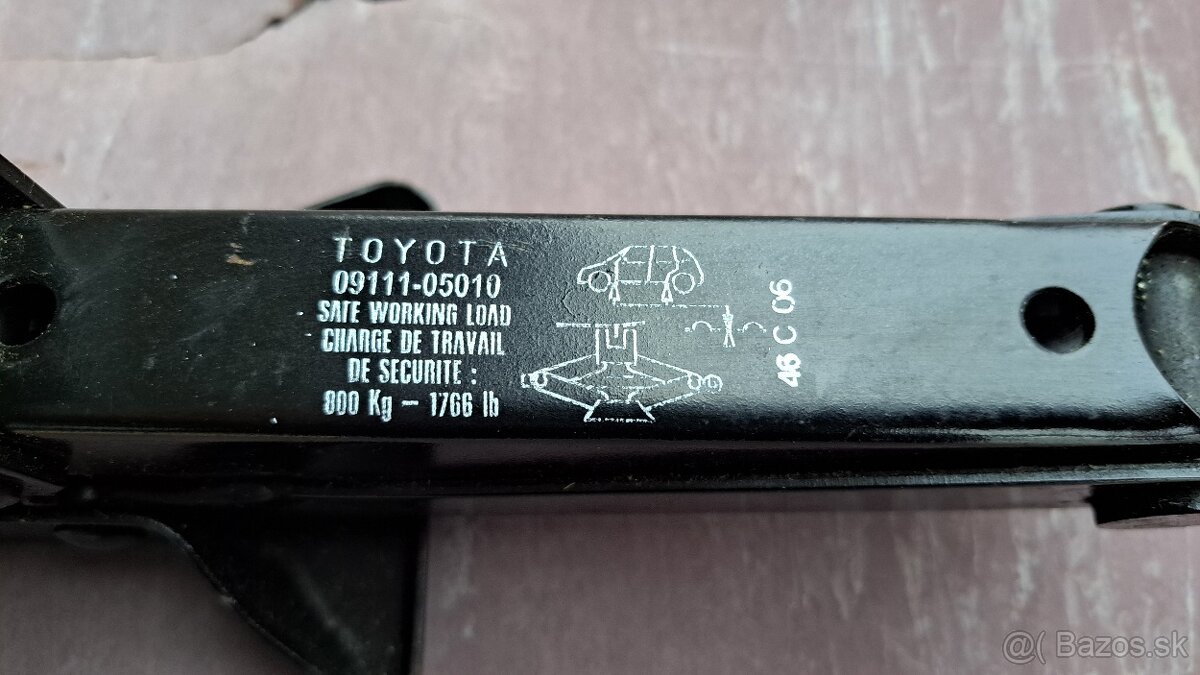 TOYOTA
09111-05010
SAFE WORKING LOAD
CHARGE DE TRAVAIL
DE SECURITE :
800 Kg – 1766 lb
46 C 06
Bazos.sk